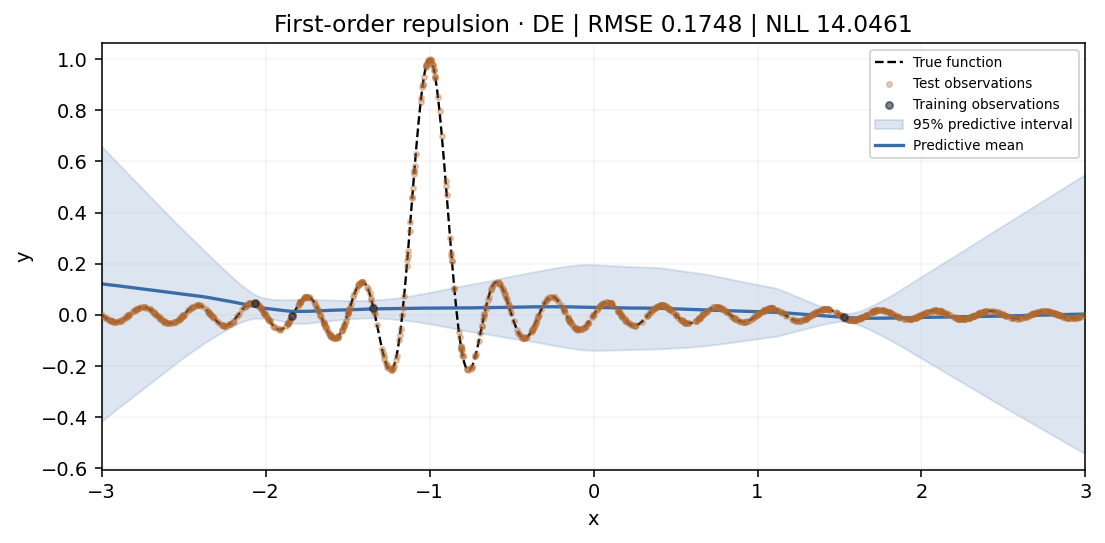 First-order repulsion · DE | RMSE 0.1748 | NLL 14.0461
True function
Test observations
Training observations
95% predictive interval
Predictive mean
y
1.0
0.8
0.6
0.4
0.2
0.0
−0.2
−0.4
−0.6
−3
−2
−1
0
1
2
3
x